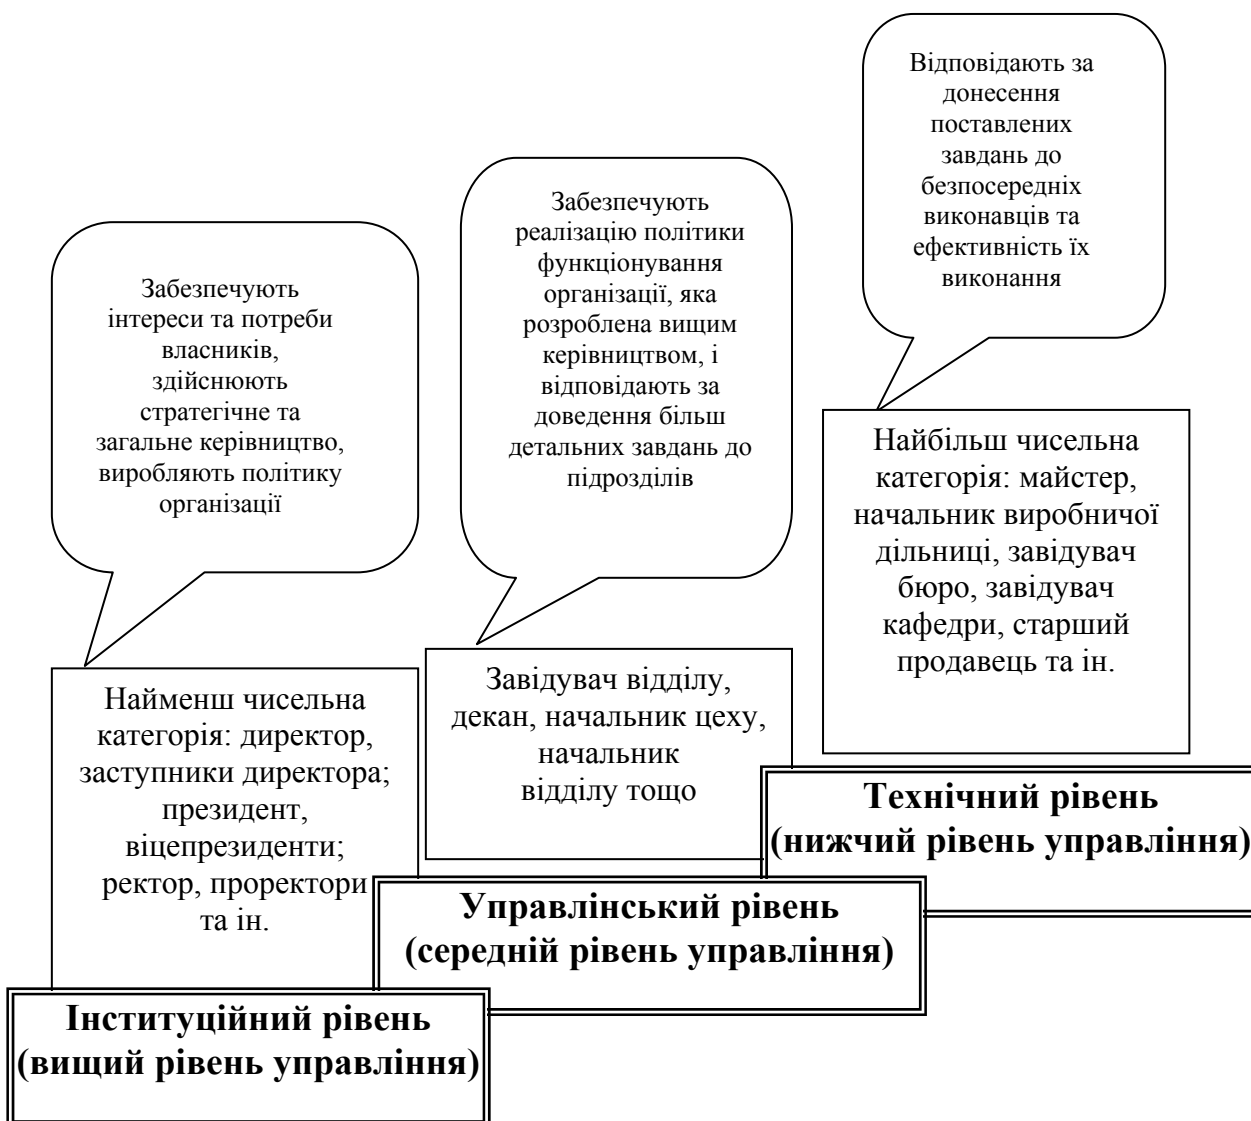 Відповідають за
донесення
поставлених
завдань до
безпосередніх
виконавців та
ефективність їх
виконання
Забезпечують
реалізацію політики
функціонування
організації, яка
розроблена вищим
керівництвом, і
відповідають за
доведення більш
детальних завдань до
підрозділів
Забезпечують
інтереси та потреби
власників,
здійснюють
стратегічне та
загальне керівництво,
виробляють політику
організації
Найбільш чисельна
категорія: майстер,
начальник виробничої
дільниці, завідувач
бюро, завідувач
кафедри, старший
продавець та ін.
Завідувач відділу,
декан, начальник цеху,
начальник
відділу тощо
Найменш чисельна
категорія: директор,
заступники директора;
президент,
віцепрезиденти;
ректор, проректори
та ін.
Технічний рівень
(нижчий рівень управління)
Управлінський рівень
(середній рівень управління)
Інституційний рівень
(вищий рівень управління)